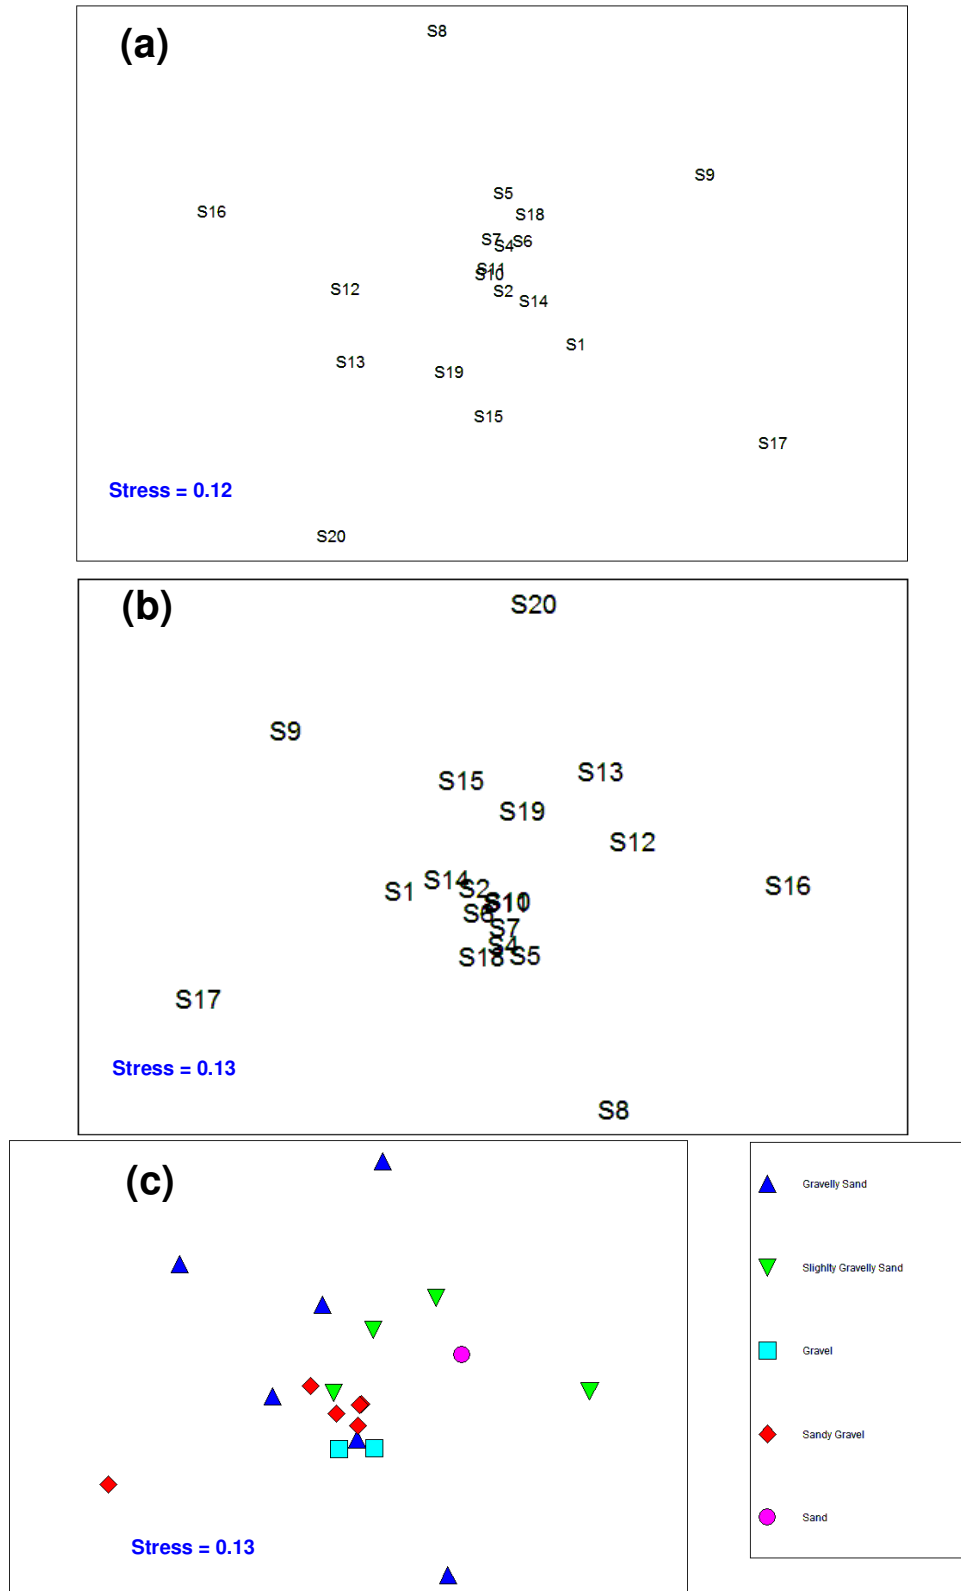 (a)
S8
S9
S5
S16
S18
S7
S6
S4
S11
S10
S12
S2
S14
S1
S13
S19
S15
S17
Stress = 0.12
S20
(b)
S20
S9
S13
S15
S19
S12
S14
S16
S1
S2
S10
S11
S6
S7
S4
S18
S5
S17
Stress = 0.13
S8
(c)
Gravelly Sand
Slighlty Gravelly Sand
Gravel
Sandy Gravel
Sand
Stress = 0.13